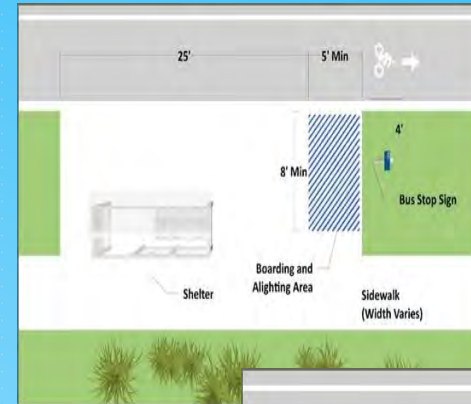 25'
5' Min
4'
8' Min
Bus Stop Sign
Boarding and
Alighting Area
Shelter
Sidewalk
(Width Varies)